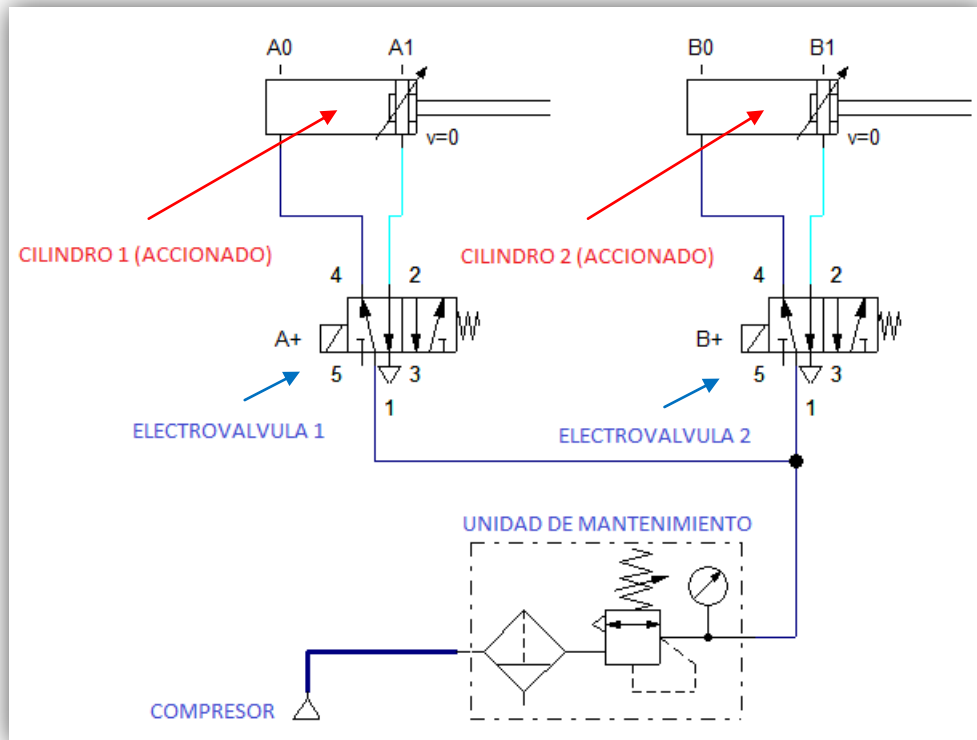 A0 A1 B0 B1
v=0 v=0
CILINDRO 1 (ACCIONADO) CILINDRO 2 (ACCIONADO)
4 2 4 2
A+ B+
5 3 5 3
1 1
ELECTROVALVULA 1 ELECTROVALVULA 2
UNIDAD DE MANTENIMIENTO
COMPRESOR